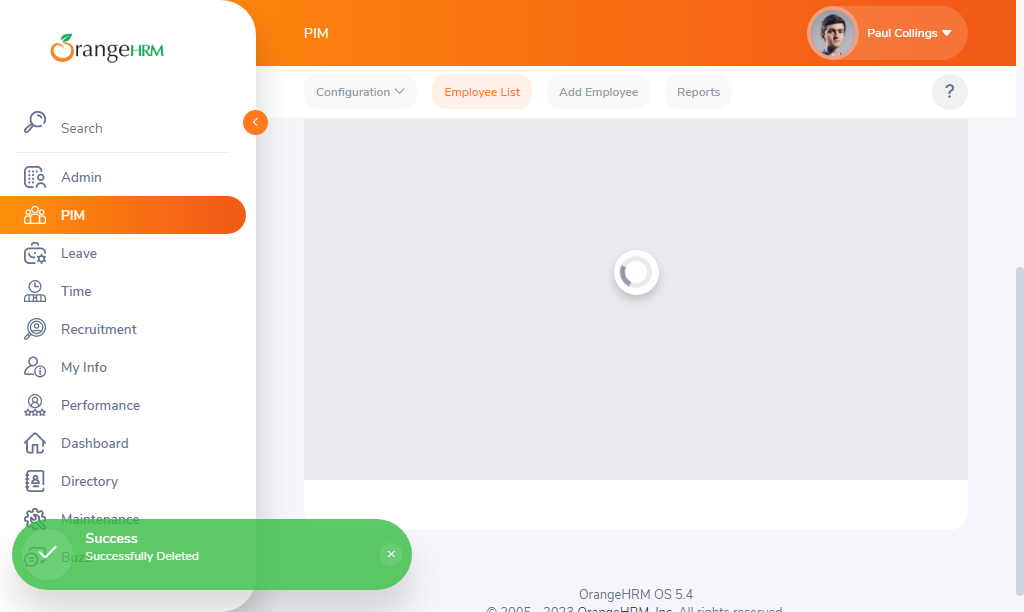 OrangeHRM
PIM
Paul Collings
Configuration
Employee List
Add Employee
Reports
?
Search
Admin
PIM
Leave
Time
Recruitment
My Info
Performance
Dashboard
Directory
Maintenance
Buzz
Success
Successfully Deleted
OrangeHRM OS 5.4
© 2005 - 2023 OrangeHRM, Inc. All rights reserved.